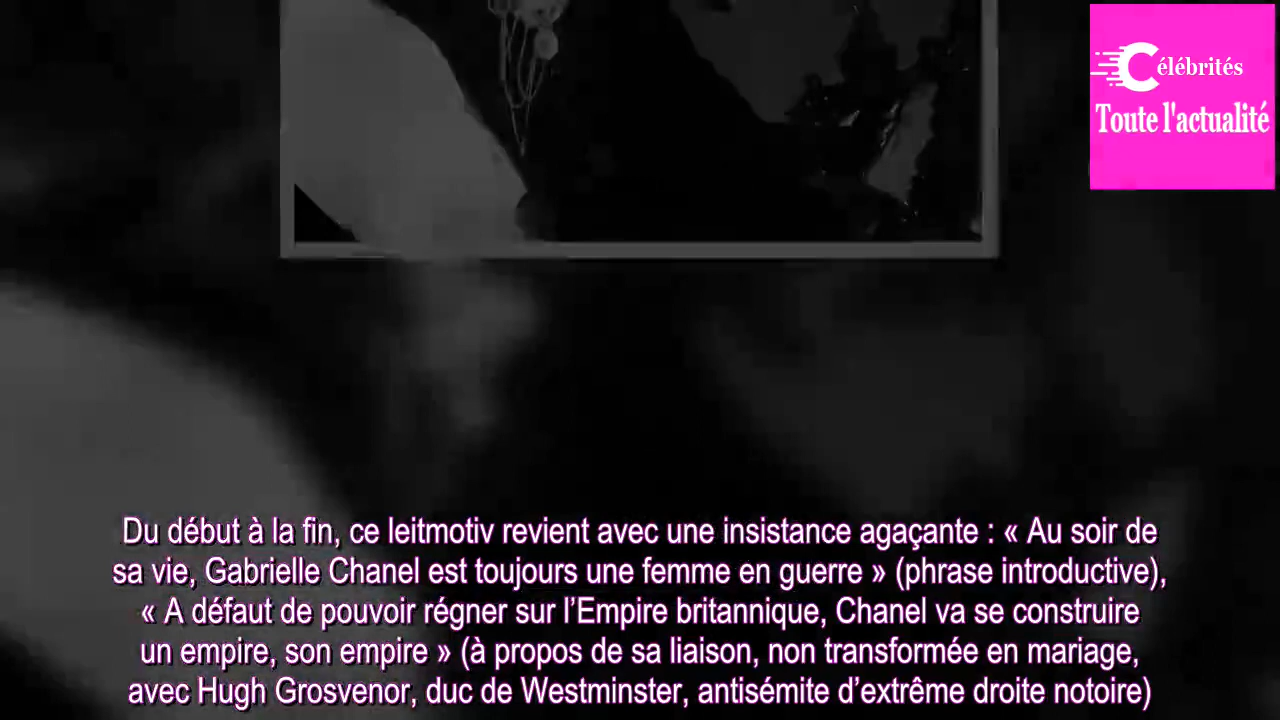 Célébrités
Toute l'actualité
Du début à la fin, ce leitmotiv revient avec une insistance agaçante : « Au soir de
sa vie, Gabrielle Chanel est toujours une femme en guerre » (phrase introductive),
« A défaut de pouvoir régner sur l’Empire britannique, Chanel va se construire
un empire, son empire » (à propos de sa liaison, non transformée en mariage,
avec Hugh Grosvenor, duc de Westminster, antisémite d’extrême droite notoire)